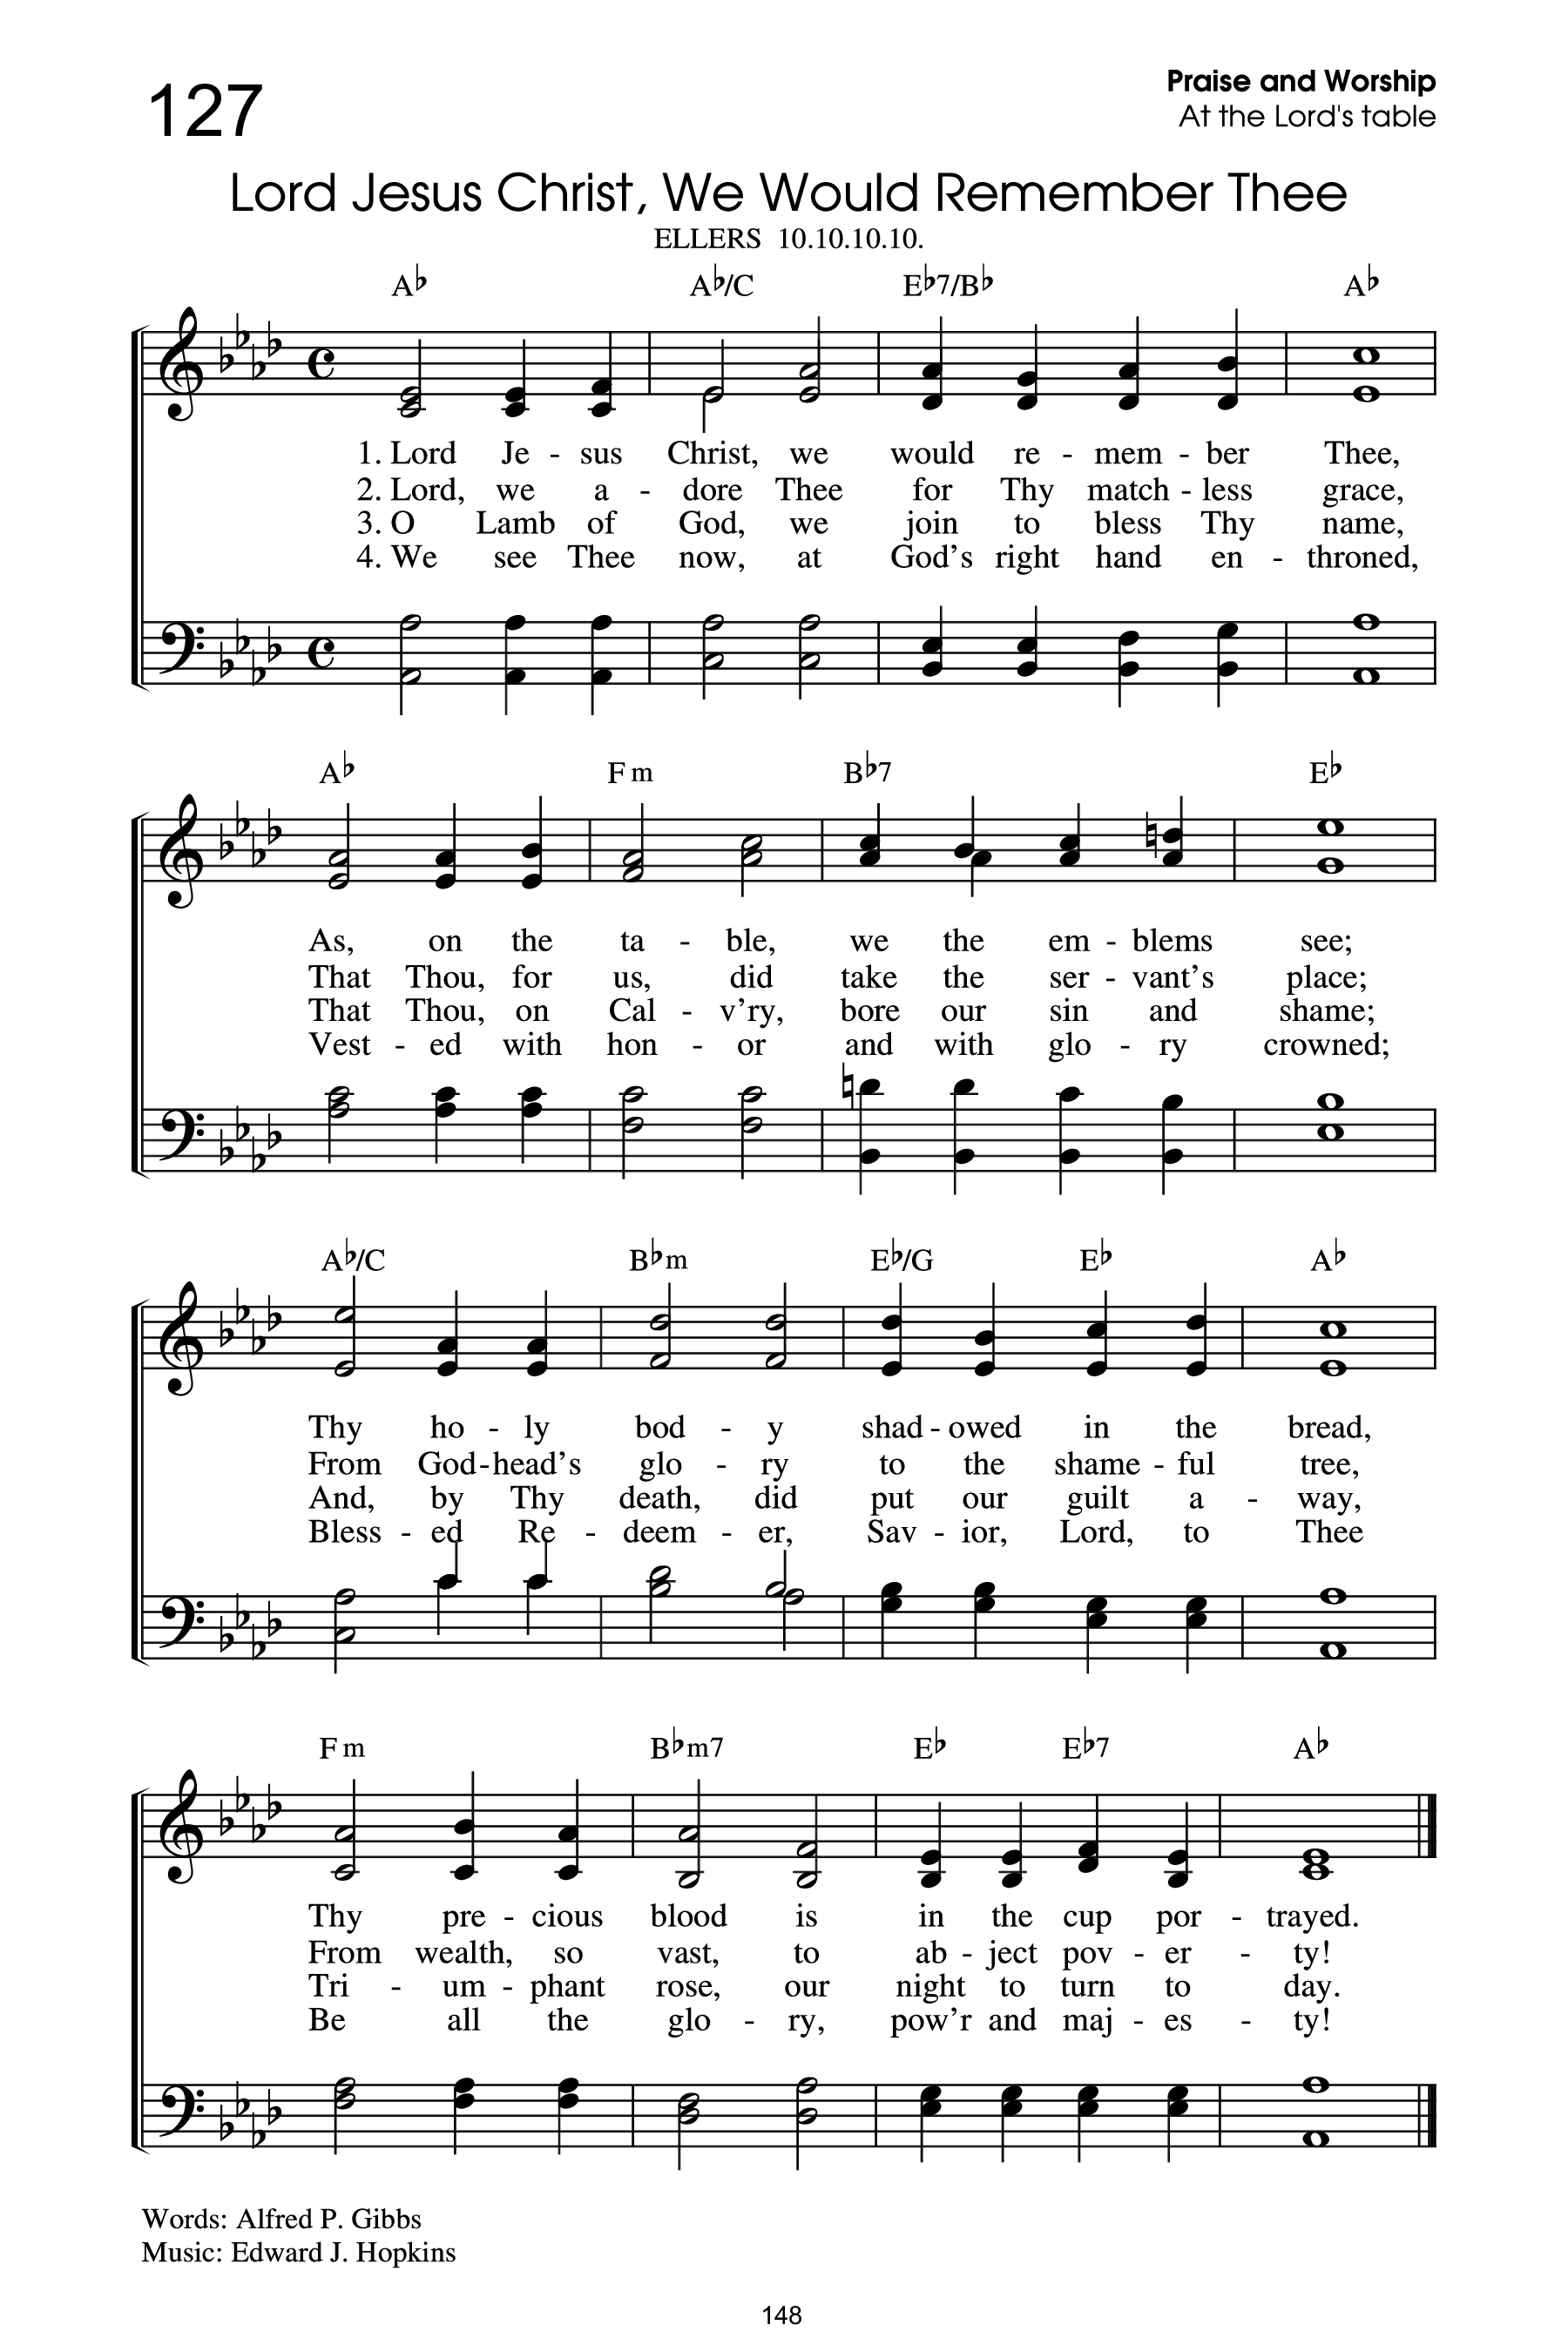 127
Praise and Worship
At the Lord's table
Lord Jesus Christ, We Would Remember Thee
ELLERS 10.10.10.10.
A♭ A♭/C E♭7/B♭ A♭
1. Lord Je - sus Christ, we would re - mem - ber Thee,
2. Lord, we a - dore Thee for Thy match - less grace,
3. O Lamb of God, we join to bless Thy name,
4. We see Thee now, at God’s right hand en - throned,
A♭ F m B♭7 E♭
As, on the ta - ble, we the em - blems see;
That Thou, for us, did take the ser - vant’s place;
That Thou, on Cal - v’ry, bore our sin and shame;
Vest - ed with hon - or and with glo - ry crowned;
A♭/C B♭m E♭/G E♭ A♭
Thy ho - ly bod - y shad - owed in the bread,
From God - head’s glo - ry to the shame - ful tree,
And, by Thy death, did put our guilt a - way,
Bless - ed Re - deem - er, Sav - ior, Lord, to Thee
F m B♭m7 E♭ E♭7 A♭
Thy pre - cious blood is in the cup por - trayed.
From wealth, so vast, to ab - ject pov - er - ty!
Tri - um - phant rose, our night to turn to day.
Be all the glo - ry, pow’r and maj - es - ty!
Words: Alfred P. Gibbs
Music: Edward J. Hopkins
148